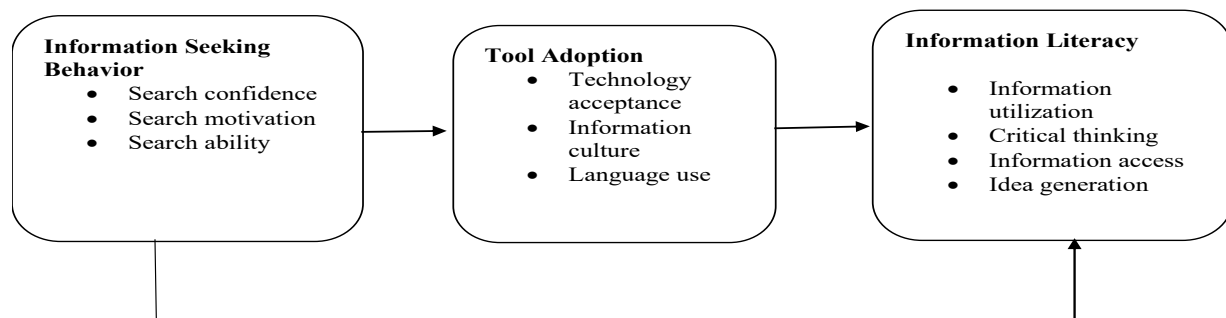 Information Seeking
Behavior
● Search confidence
● Search motivation
● Search ability
Tool Adoption
● Technology
acceptance
● Information
culture
● Language use
Information Literacy
● Information
utilization
● Critical thinking
● Information access
● Idea generation